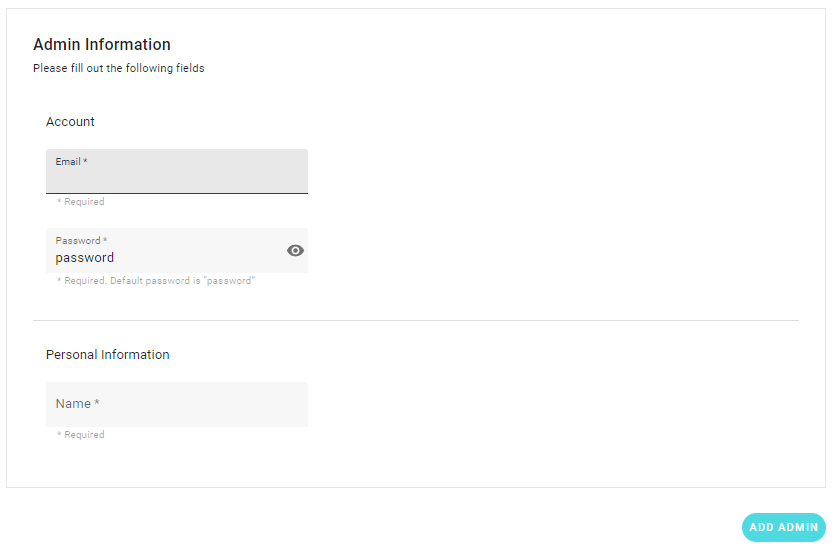 Admin Information
Please fill out the following fields
Account
Email *
* Required
Password *
password
* Required. Default password is "password"
Personal Information
Name *
* Required
ADD ADMIN